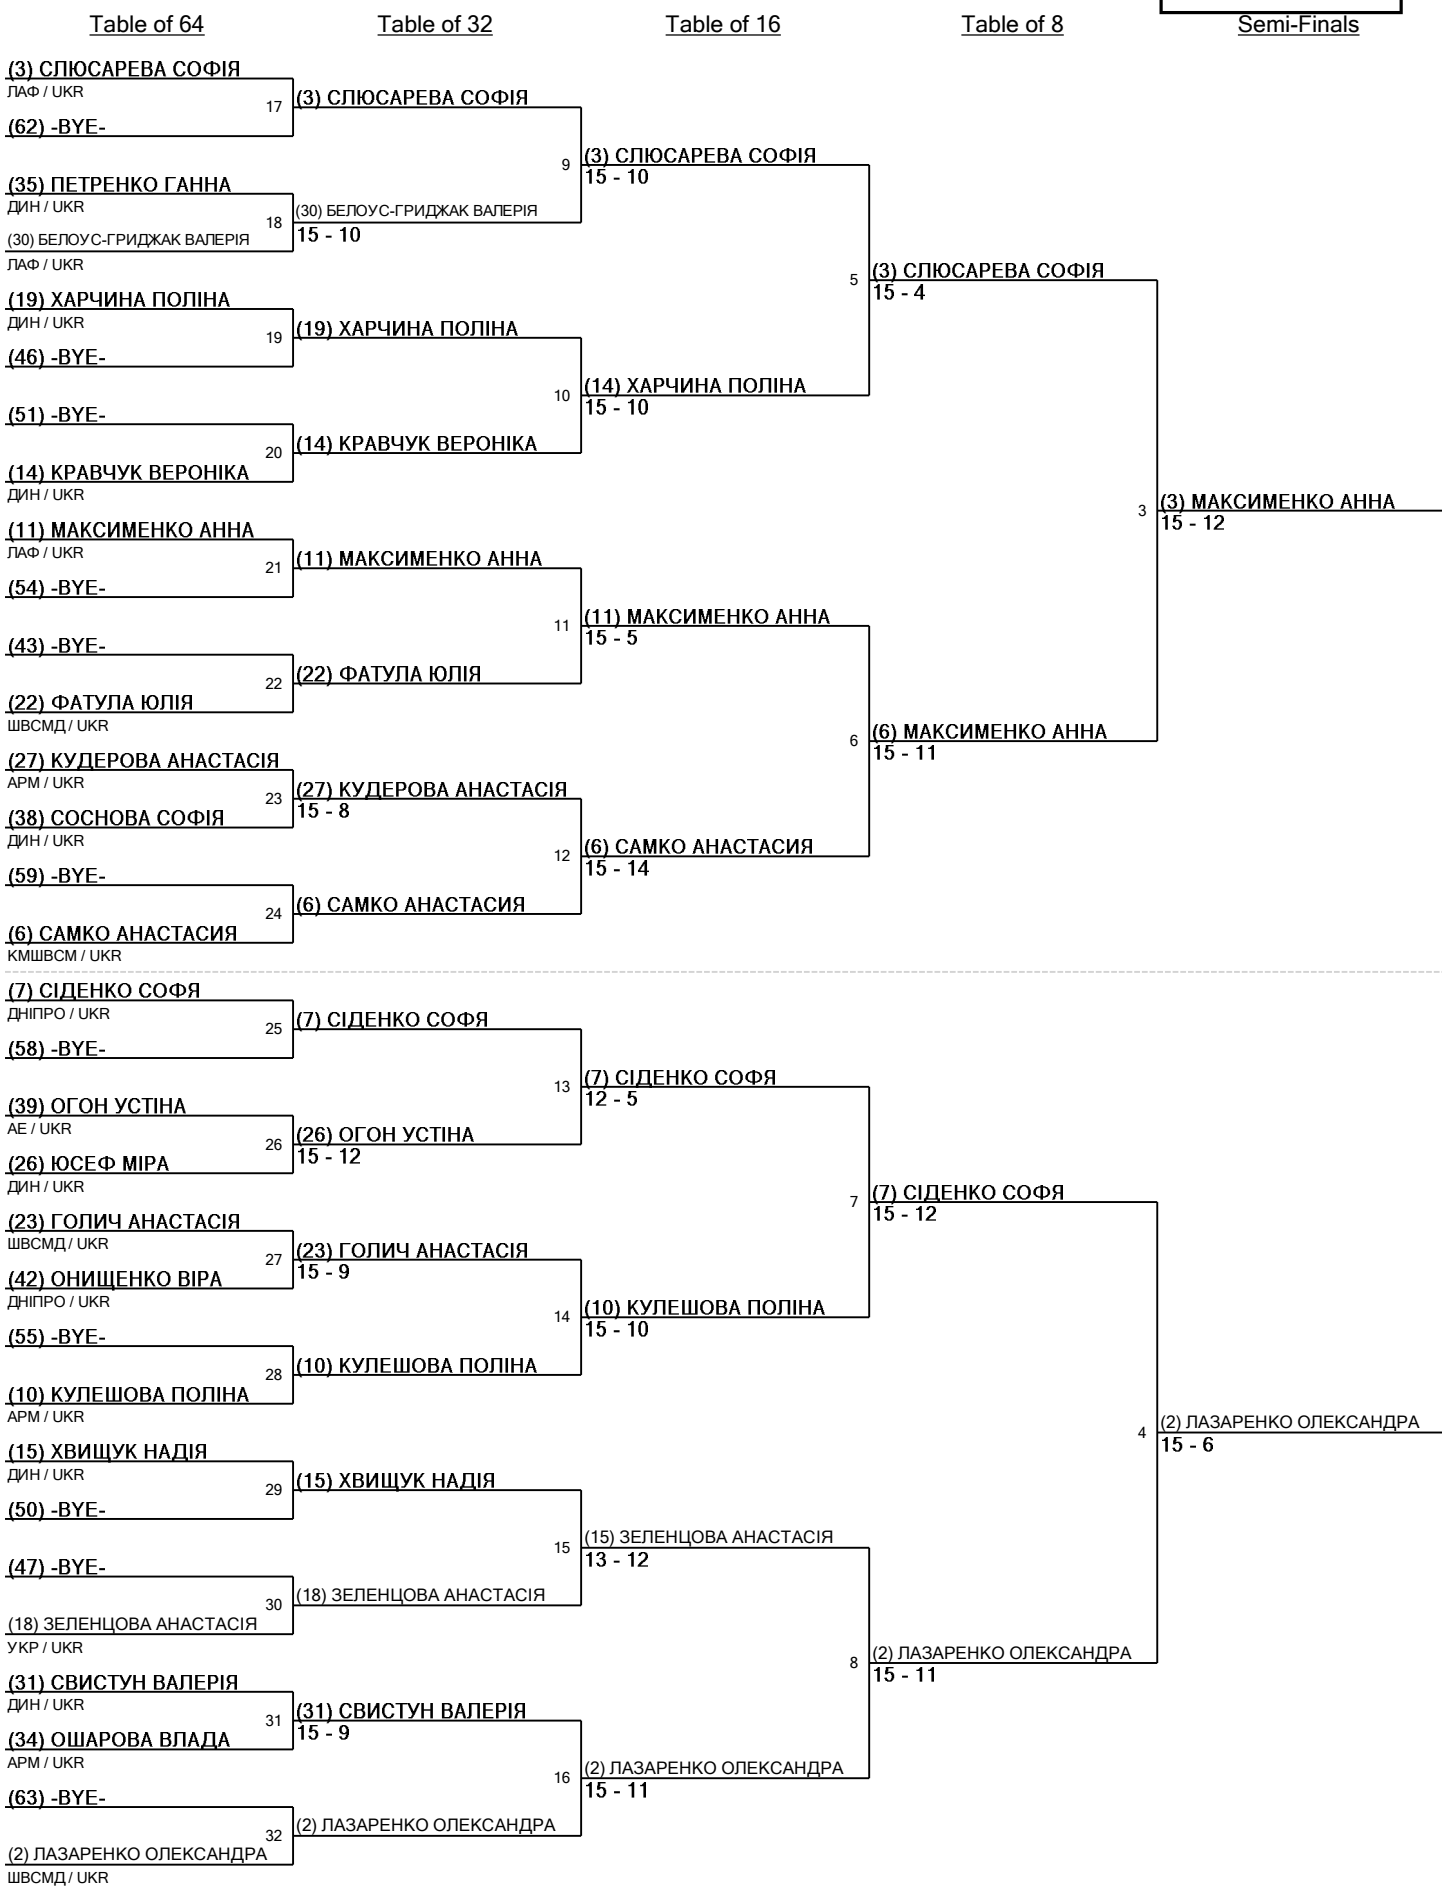 Table of 64
Table of 32
Table of 16
Table of 8
Semi-Finals
(3) СЛЮСАРЕВА СОФІЯ
ЛАФ / UKR
17
(62) -BYE-
(35) ПЕТРЕНКО ГАННА
ДИН / UKR
18
(30) БЕЛОУС-ГРИДЖАК ВАЛЕРІЯ
ЛАФ / UKR
(19) ХАРЧИНА ПОЛІНА
ДИН / UKR
19
(46) -BYE-
(51) -BYE-
20
(14) КРАВЧУК ВЕРОНІКА
ДИН / UKR
(11) МАКСИМЕНКО АННА
ЛАФ / UKR
21
(54) -BYE-
(43) -BYE-
22
(22) ФАТУЛА ЮЛІЯ
ШВСМД / UKR
(27) КУДЕРОВА АНАСТАСІЯ
АРМ / UKR
23
(38) СОСНОВА СОФІЯ
ДИН / UKR
(59) -BYE-
24
(6) САМКО АНАСТАСИЯ
КМШВСМ / UKR
(7) СІДЕНКО СОФЯ
ДНІПРО / UKR
25
(58) -BYE-
(39) ОГОН УСТІНА
АЕ / UKR
26
(26) ЮСЕФ МІРА
ДИН / UKR
(23) ГОЛИЧ АНАСТАСІЯ
ШВСМД / UKR
27
(42) ОНИЩЕНКО ВІРА
ДНІПРО / UKR
(55) -BYE-
28
(10) КУЛЕШОВА ПОЛІНА
АРМ / UKR
(15) ХВИЩУК НАДІЯ
ДИН / UKR
29
(50) -BYE-
(47) -BYE-
30
(18) ЗЕЛЕНЦОВА АНАСТАСІЯ
УКР / UKR
(31) СВИСТУН ВАЛЕРІЯ
ДИН / UKR
31
(34) ОШАРОВА ВЛАДА
АРМ / UKR
(63) -BYE-
32
(2) ЛАЗАРЕНКО ОЛЕКСАНДРА
ШВСМД / UKR
(3) СЛЮСАРЕВА СОФІЯ
9
(30) БЕЛОУС-ГРИДЖАК ВАЛЕРІЯ
15 - 10
(19) ХАРЧИНА ПОЛІНА
10
(14) КРАВЧУК ВЕРОНІКА
(11) МАКСИМЕНКО АННА
11
(22) ФАТУЛА ЮЛІЯ
(27) КУДЕРОВА АНАСТАСІЯ
15 - 8
12
(6) САМКО АНАСТАСИЯ
(7) СІДЕНКО СОФЯ
13
(26) ОГОН УСТІНА
15 - 12
(23) ГОЛИЧ АНАСТАСІЯ
15 - 9
14
(10) КУЛЕШОВА ПОЛІНА
(15) ХВИЩУК НАДІЯ
15
(18) ЗЕЛЕНЦОВА АНАСТАСІЯ
(31) СВИСТУН ВАЛЕРІЯ
15 - 9
16
(2) ЛАЗАРЕНКО ОЛЕКСАНДРА
(3) СЛЮСАРЕВА СОФІЯ
15 - 10
5
(14) ХАРЧИНА ПОЛІНА
15 - 10
(11) МАКСИМЕНКО АННА
15 - 5
6
(6) САМКО АНАСТАСИЯ
15 - 14
(7) СІДЕНКО СОФЯ
12 - 5
7
(10) КУЛЕШОВА ПОЛІНА
15 - 10
(15) ЗЕЛЕНЦОВА АНАСТАСІЯ
13 - 12
8
(2) ЛАЗАРЕНКО ОЛЕКСАНДРА
15 - 11
(3) СЛЮСАРЕВА СОФІЯ
15 - 4
3
(6) МАКСИМЕНКО АННА
15 - 11
(7) СІДЕНКО СОФЯ
15 - 12
4
(2) ЛАЗАРЕНКО ОЛЕКСАНДРА
15 - 11
(3) МАКСИМЕНКО АННА
15 - 12
(2) ЛАЗАРЕНКО ОЛЕКСАНДРА
15 - 6